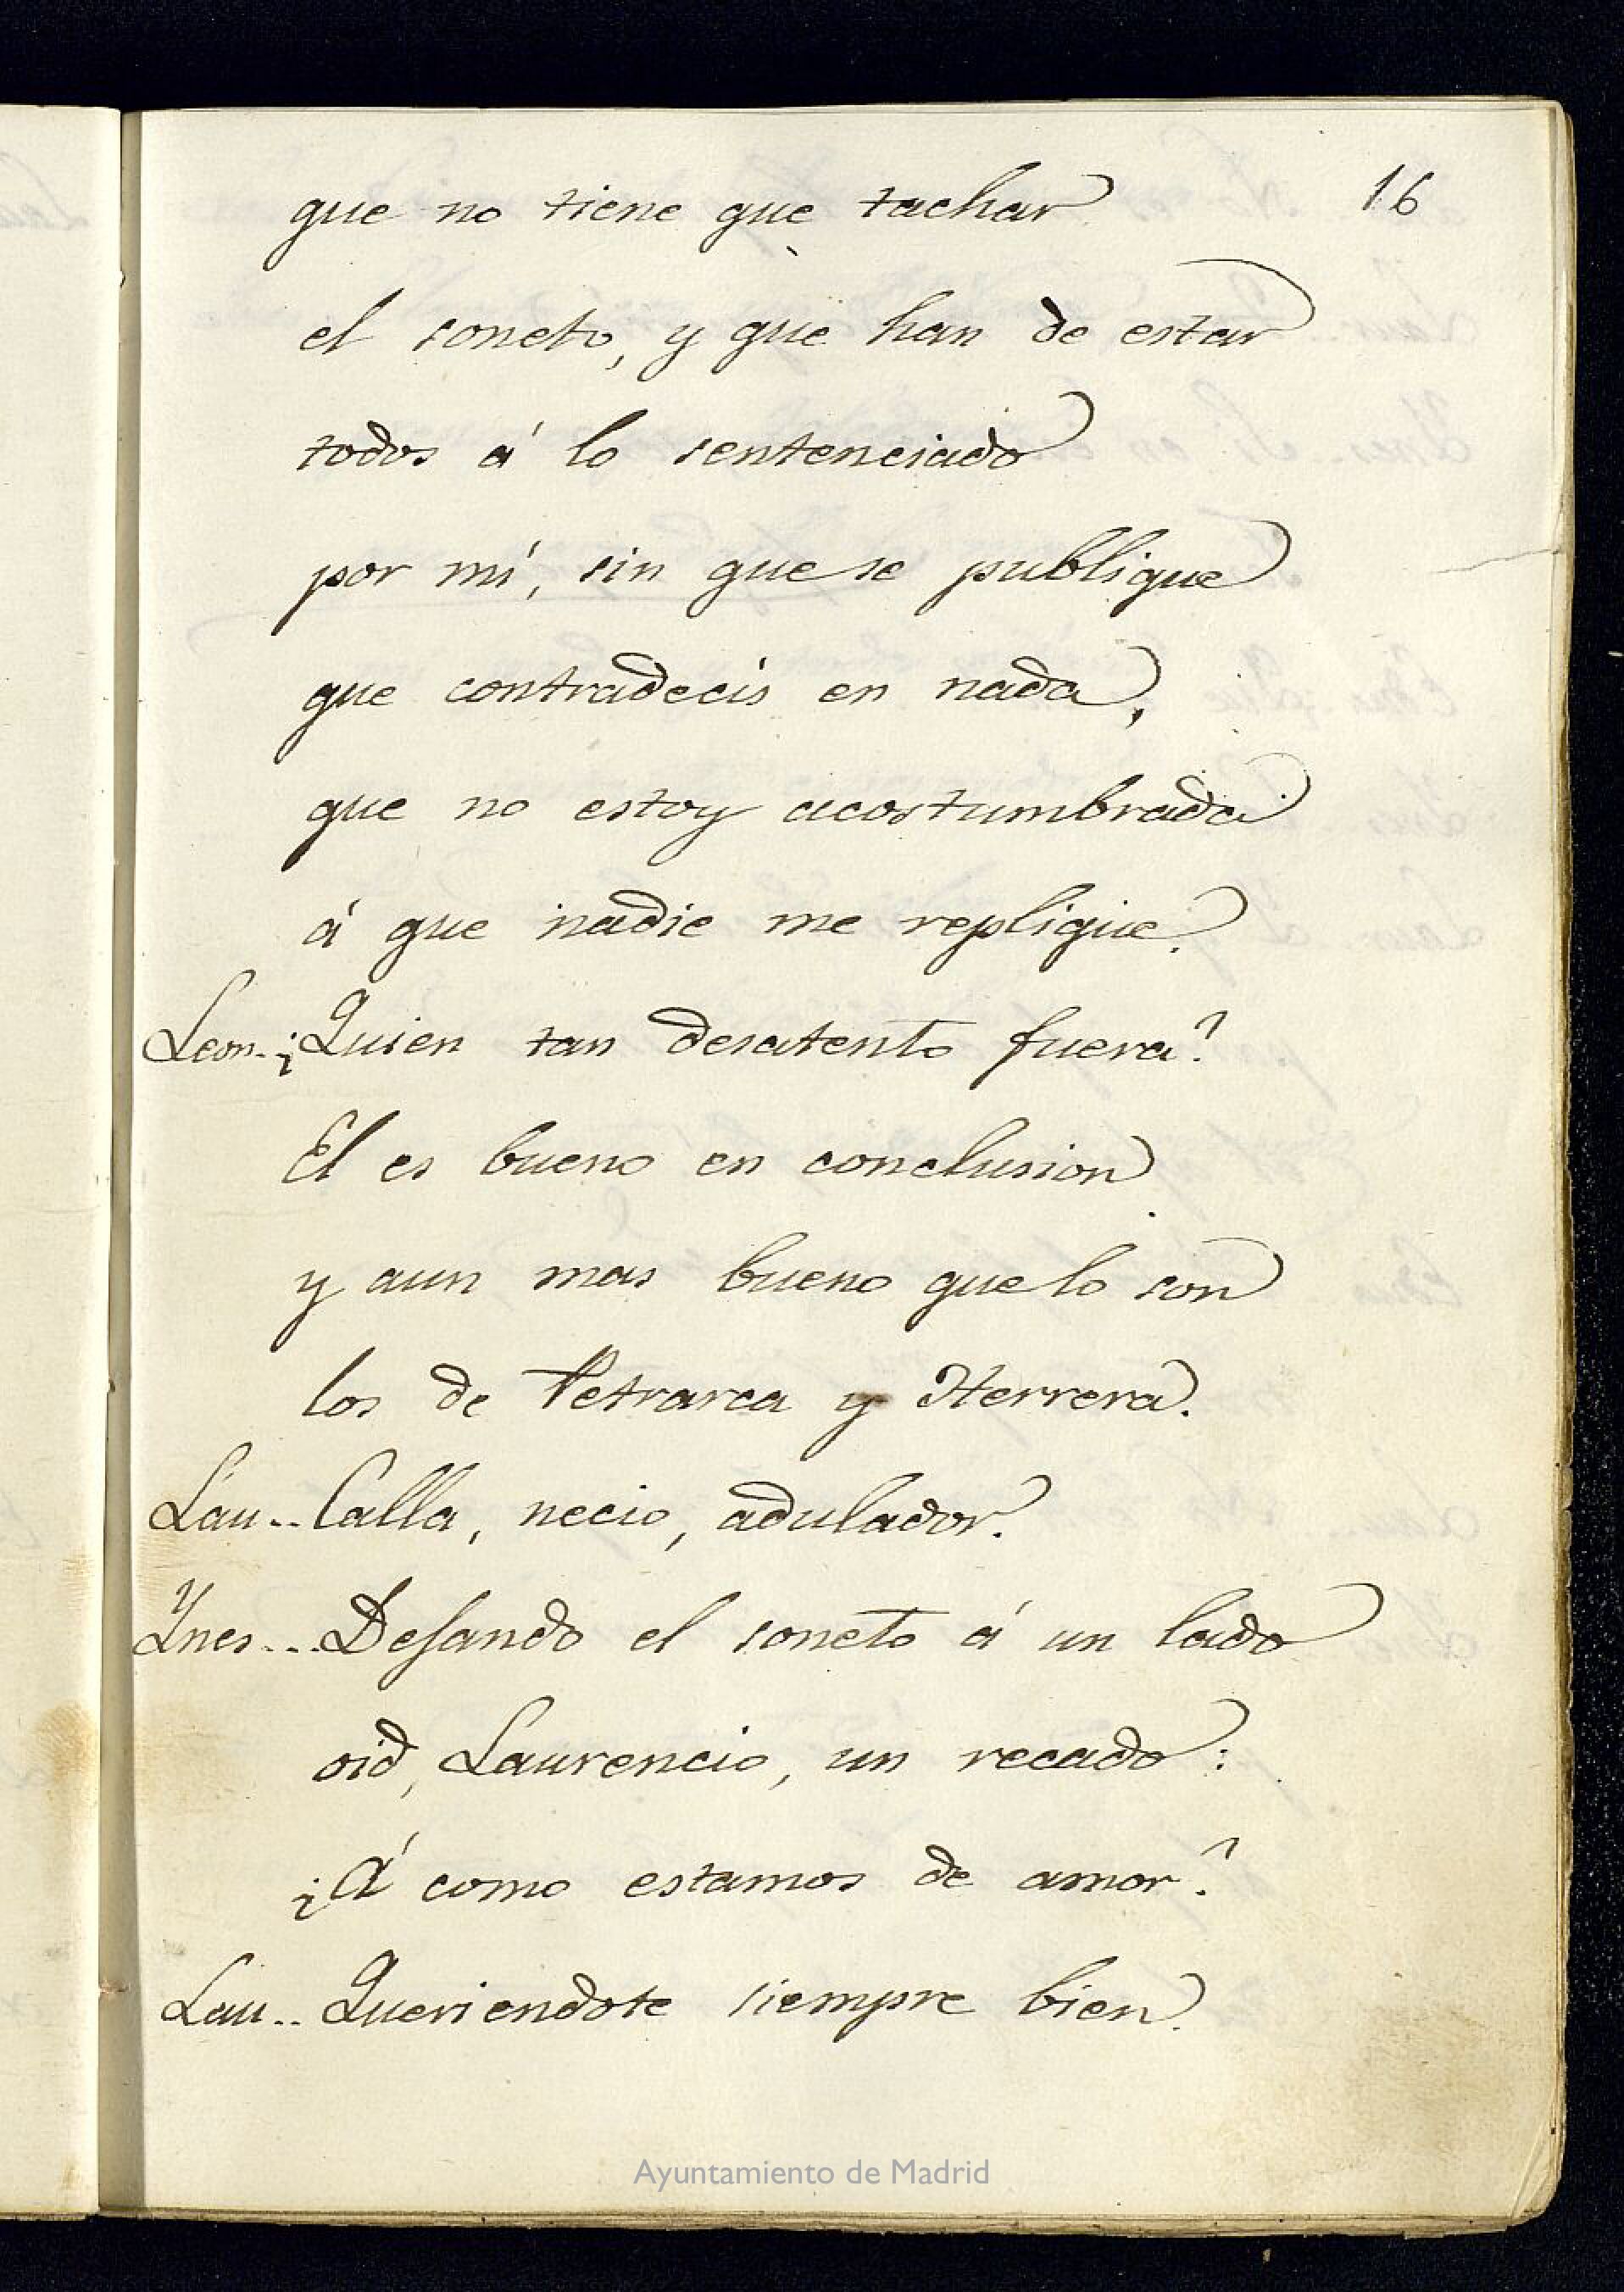 16
que no tiene que tachar
el soneto, y que han de estar
todos á lo sentenciado
por mí, sin que se publique
que contradecis en nada,
que no estoy acostumbrada
á que nadie me replique.
Leon.. ¿Quien tan desatento fuera?
El es bueno en conclusion
y aun mas bueno que lo son
los de Petrarca y Herrera.
Lau.. Calla, necio, adulador.
Ynes... Dejando el soneto á un lado
oid, Laurencio, un recado:
¿Á como estamos de amor?
Lau.. Queriendote siempre bien.
Ayuntamiento de Madrid